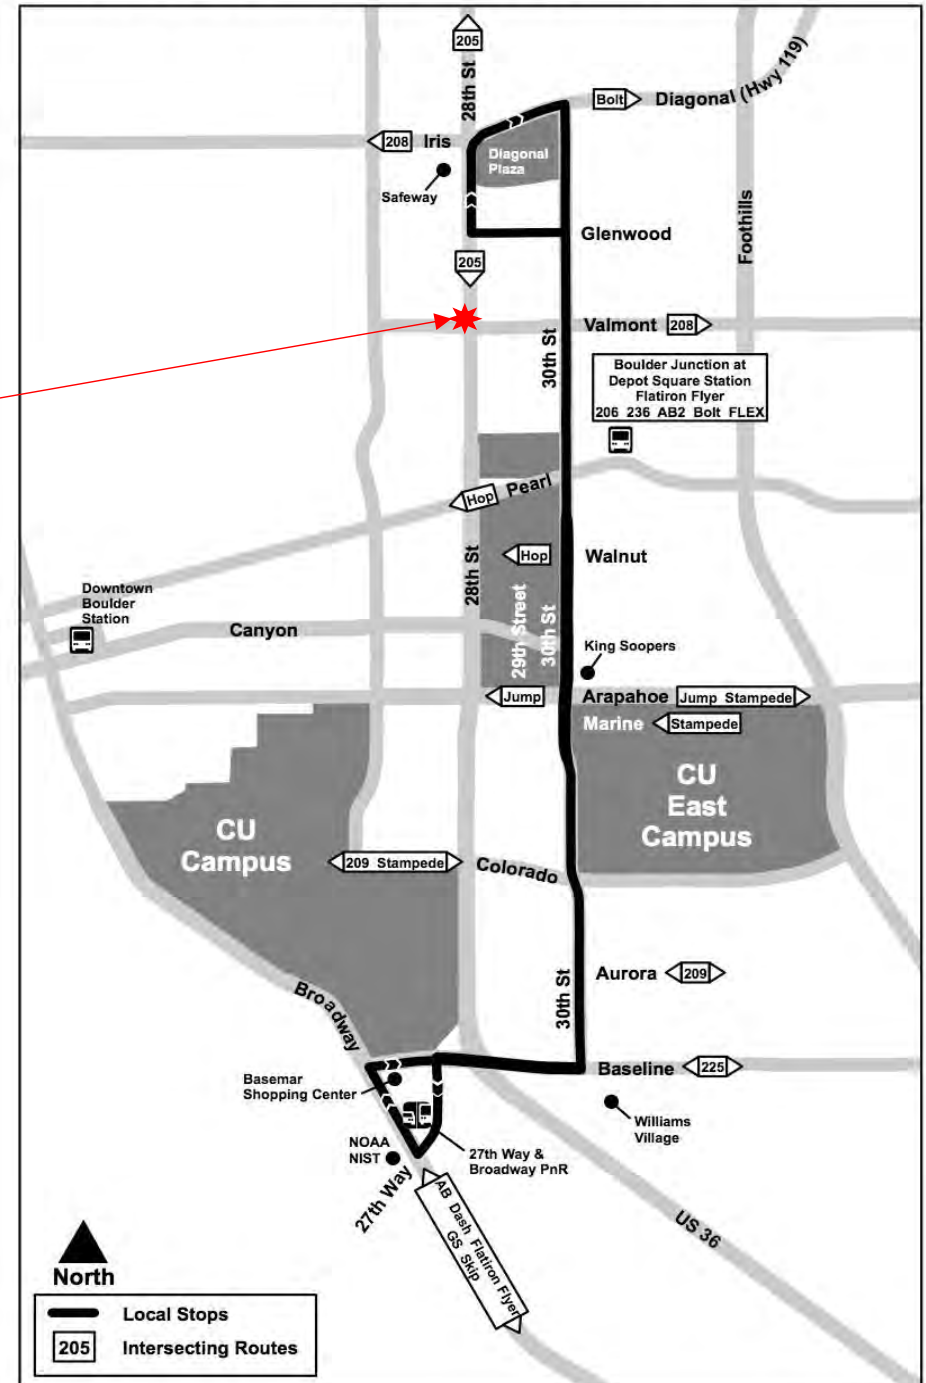 205
28th St
Bolt
Diagonal (Hwy 119)
208
Iris
Diagonal
Plaza
Safeway
Foothills
Glenwood
205
Valmont
208
30th St
Boulder Junction at
Depot Square Station
Flatiron Flyer
206 236 AB2 Bolt FLEX
Hop
Pearl
Hop
Walnut
28th St
29th Street
30th St
Downtown
Boulder
Station
Canyon
King Soopers
Jump
Arapahoe
Jump Stampede
Marine
Stampede
CU
East
Campus
CU
Campus
209 Stampede
Colorado
Aurora
209
30th St
Broadway
Baseline
225
Basemar
Shopping Center
Williams
Village
NOAA
NIST
27th Way &
Broadway PnR
27th Way
AB Dash Flatiron Flyer
GS Skip
US 36
North
Local Stops
205
Intersecting Routes